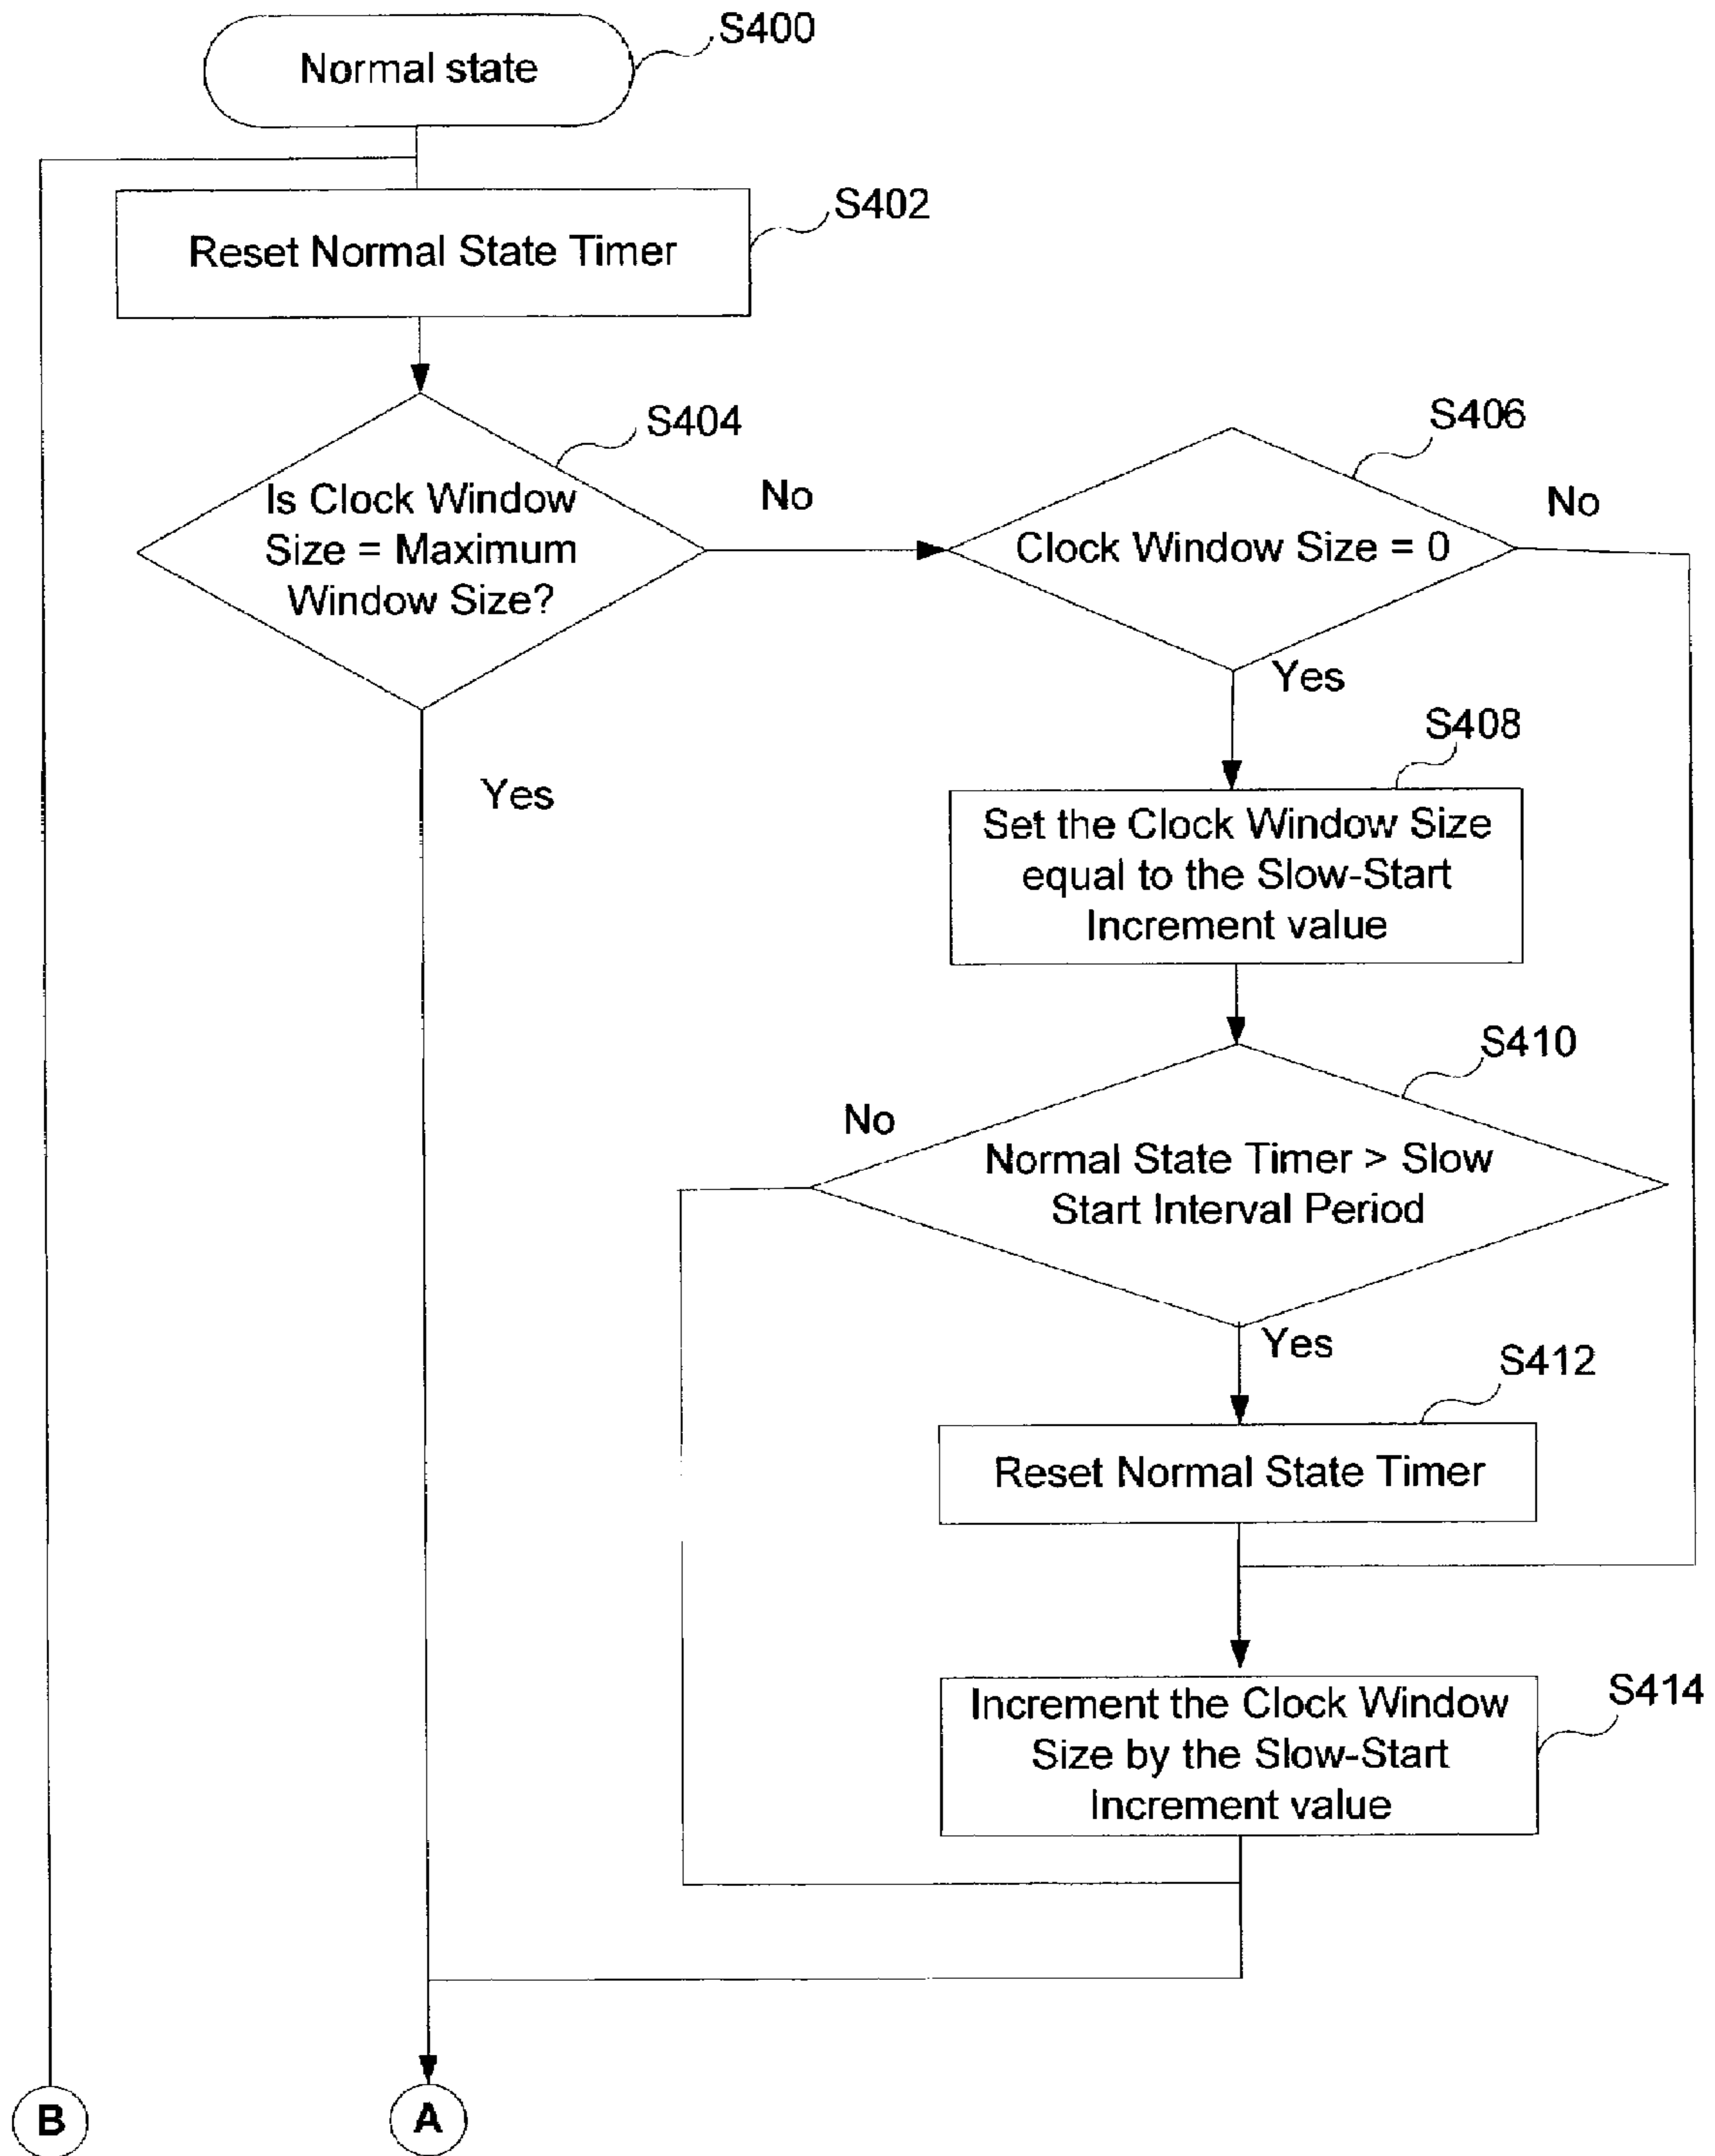 S400
Normal state
S402
Reset Normal State Timer
S404
Is Clock Window
Size = Maximum
Window Size?
No
S406
Clock Window Size = 0
No
Yes
Yes
S408
Set the Clock Window Size
equal to the Slow-Start
Increment value
S410
No
Normal State Timer > Slow
Start Interval Period
Yes
S412
Reset Normal State Timer
S414
Increment the Clock Window
Size by the Slow-Start
Increment value
B
A